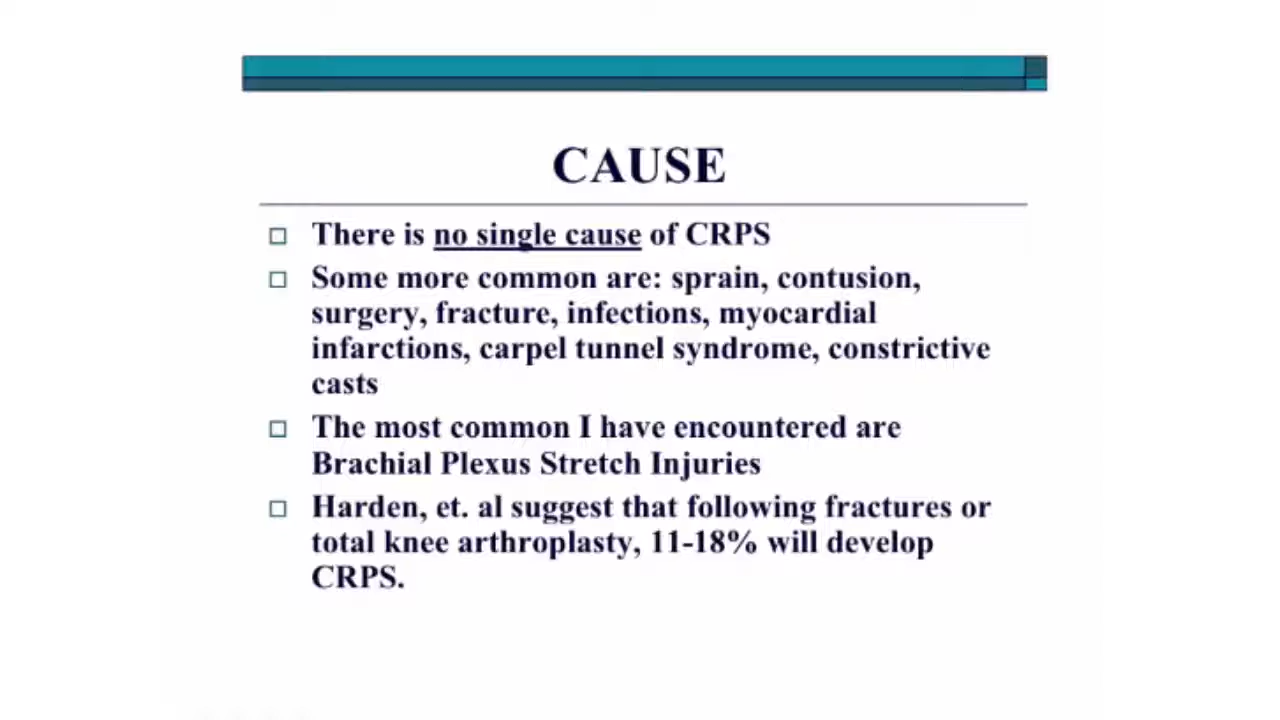 CAUSE
There is no single cause of CRPS
Some more common are: sprain, contusion,
surgery, fracture, infections, myocardial
infarctions, carpel tunnel syndrome, constrictive
casts
The most common I have encountered are
Brachial Plexus Stretch Injuries
Harden, et. al suggest that following fractures or
total knee arthroplasty, 11-18% will develop
CRPS.